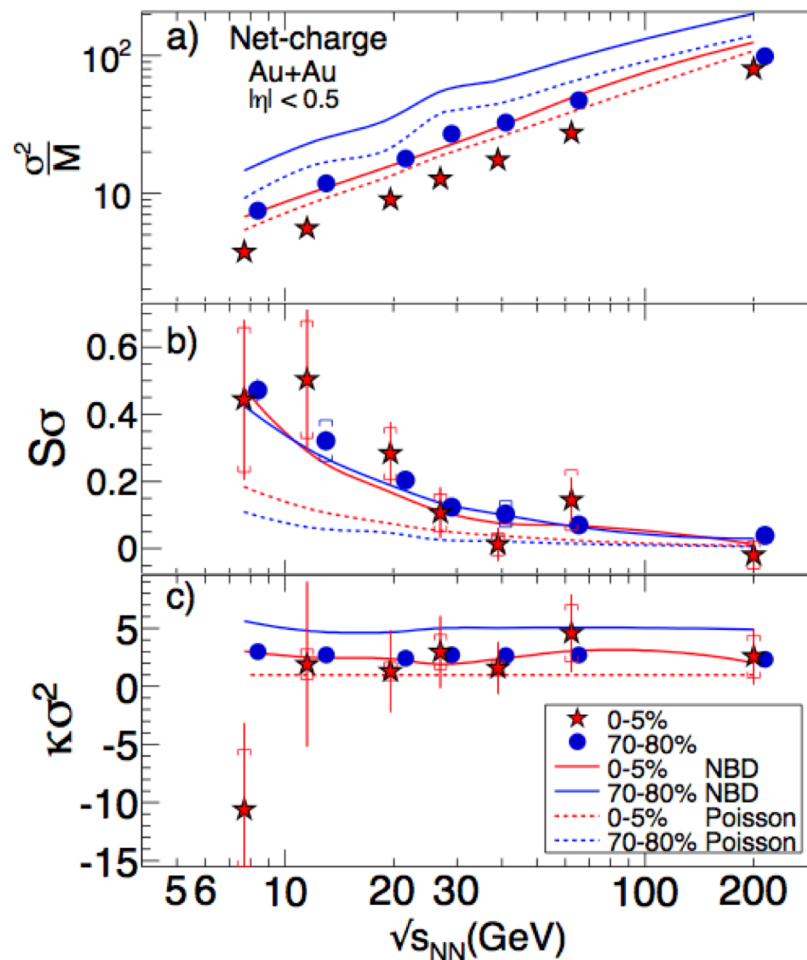 a) Net-charge
Au+Au
|η| < 0.5
10²
σ²
M
10
b)
0.6
0.4
Sσ
0.2
0
c)
5
0
κσ²
-5
-10
-15
0-5%
70-80%
0-5% NBD
70-80% NBD
0-5% Poisson
70-80% Poisson
5 6 10 20 30 100 200
√sNN(GeV)